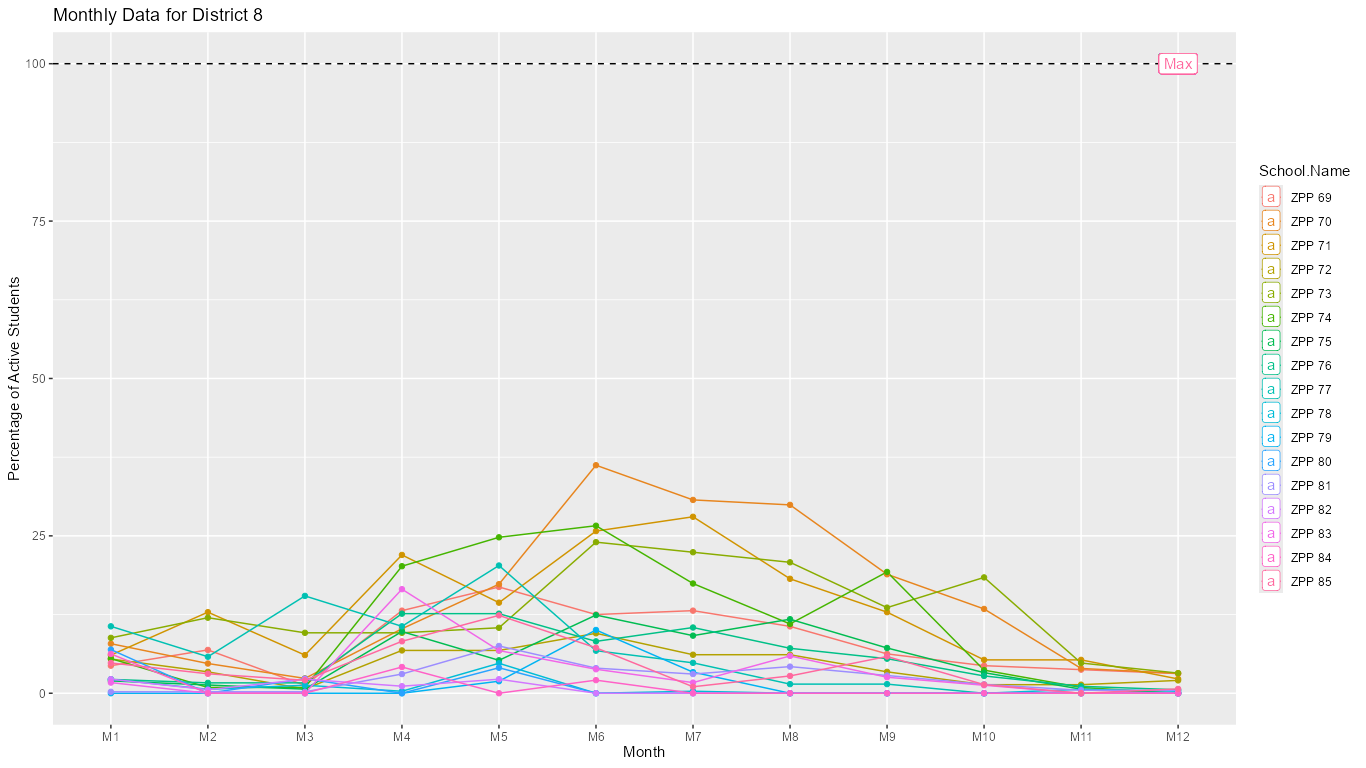 Monthly Data for District 8
100
75
50
25
0
Max
Percentage of Active Students
M1 M2 M3 M4 M5 M6 M7 M8 M9 M10 M11 M12
Month
School.Name
a ZPP 69
a ZPP 70
a ZPP 71
a ZPP 72
a ZPP 73
a ZPP 74
a ZPP 75
a ZPP 76
a ZPP 77
a ZPP 78
a ZPP 79
a ZPP 80
a ZPP 81
a ZPP 82
a ZPP 83
a ZPP 84
a ZPP 85